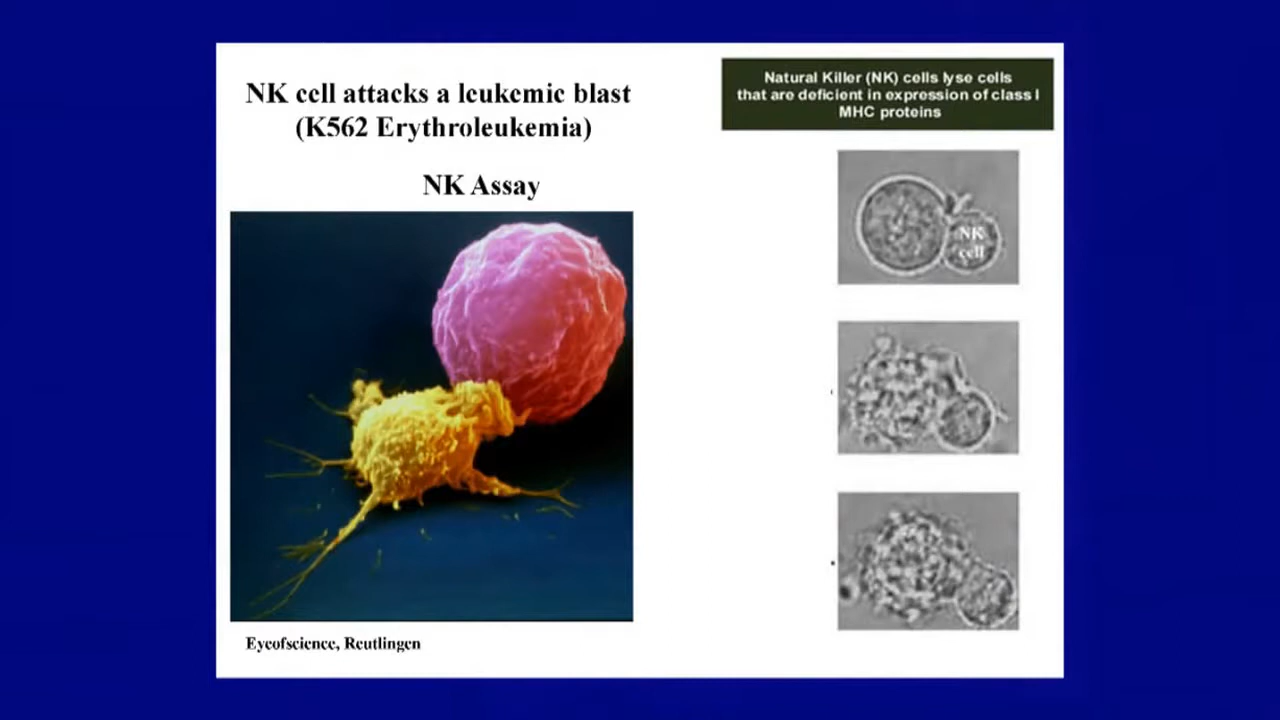 NK cell attacks a leukemic blast
(K562 Erythroleukemia)
NK Assay
Eyeofscience, Reutlingen
Natural Killer (NK) cells lyse cells
that are deficient in expression of class I
MHC proteins
NK
cell